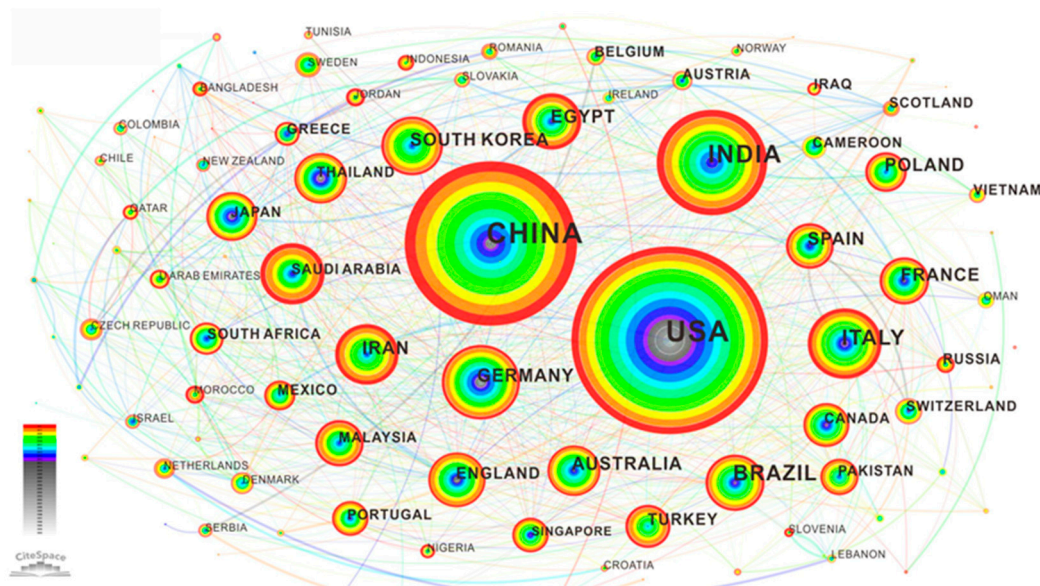 TUNISIA
ROMANIA
BELGIUM
NORWAY
SWEDEN
INDONESIA
SLOVAKIA
AUSTRIA
IRAQ
BANGLADESH
JORDAN
IRELAND
SCOTLAND
COLOMBIA
GREECE
SOUTH KOREA
EGYPT
INDIA
CAMEROON
CHILE
NEW ZEALAND
THAILAND
POLAND
VIETNAM
QATAR
JAPAN
CHINA
SPAIN
U ARAB EMIRATES
SAUDI ARABIA
FRANCE
OMAN
CZECH REPUBLIC
SOUTH AFRICA
IRAN
USA
ITALY
RUSSIA
MOROCCO
MEXICO
GERMANY
SWITZERLAND
ISRAEL
MALAYSIA
CANADA
NETHERLANDS
DENMARK
ENGLAND
AUSTRALIA
BRAZIL
PAKISTAN
SERBIA
PORTUGAL
SINGAPORE
TURKEY
SLOVENIA
NIGERIA
CROATIA
LEBANON
CiteSpace